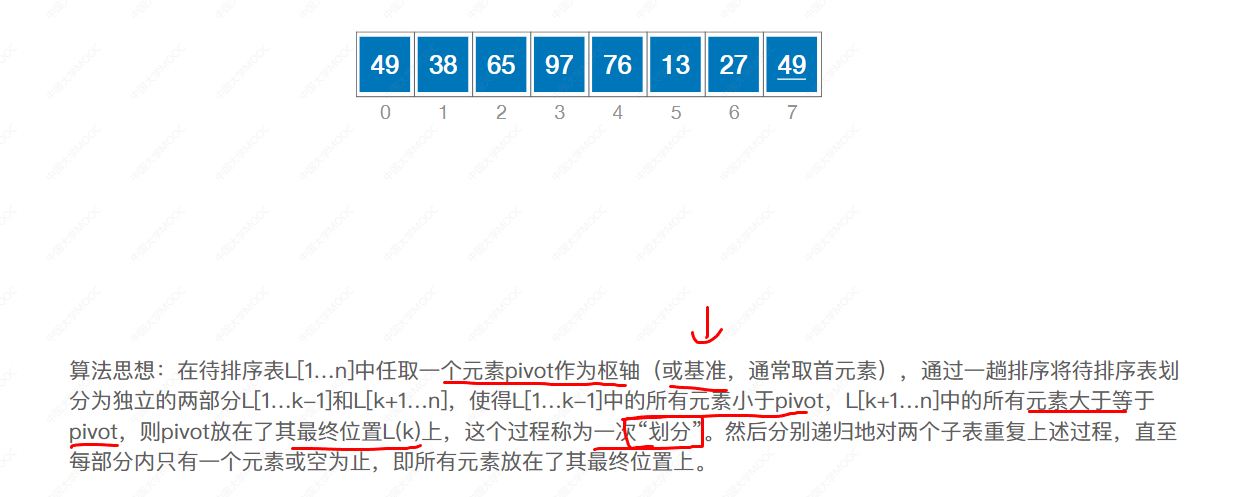 49 38 65 97 76 13 27 49
0 1 2 3 4 5 6 7
算法思想：在待排序表L[1…n]中任取一个元素pivot作为枢轴（或基准，通常取首元素），通过一趟排序将待排序表划
分为独立的两部分L[1…k−1]和L[k+1…n]，使得L[1…k−1]中的所有元素小于pivot，L[k+1…n]中的所有元素大于等于
pivot，则pivot放在了其最终位置L(k)上，这个过程称为一次“划分”。然后分别递归地对两个子表重复上述过程，直至
每部分内只有一个元素或空为止，即所有元素放在了其最终位置上。
中国大学MOOC